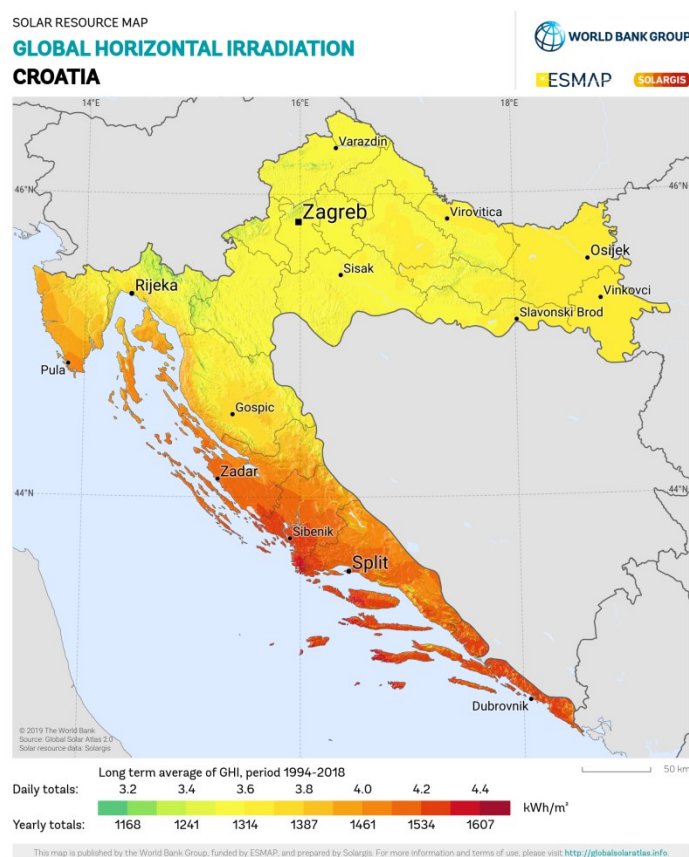 SOLAR RESOURCE MAP
GLOBAL HORIZONTAL IRRADIATION
CROATIA
WORLD BANK GROUP
ESMAP
SOLARGIS
14°E 16°E 18°E
Varazdin
46°N 46°N
Zagreb
Virovitica
Osijek
Sisak
Rijeka
Vinkovci
Slavonski Brod
Pula
Gospic
Zadar
44°N 44°N
Sibenik
Split
Dubrovnik
© 2019 The World Bank
Source: Global Solar Atlas 2.0
Solar resource data: Solargis
Long term average of GHI, period 1994-2018
50 km
Daily totals: 3.2 3.4 3.6 3.8 4.0 4.2 4.4
kWh/m²
Yearly totals: 1168 1241 1314 1387 1461 1534 1607
This map is published by the World Bank Group, funded by ESMAP, and prepared by Solargis. For more information and terms of use, please visit http://globalsolaratlas.info.